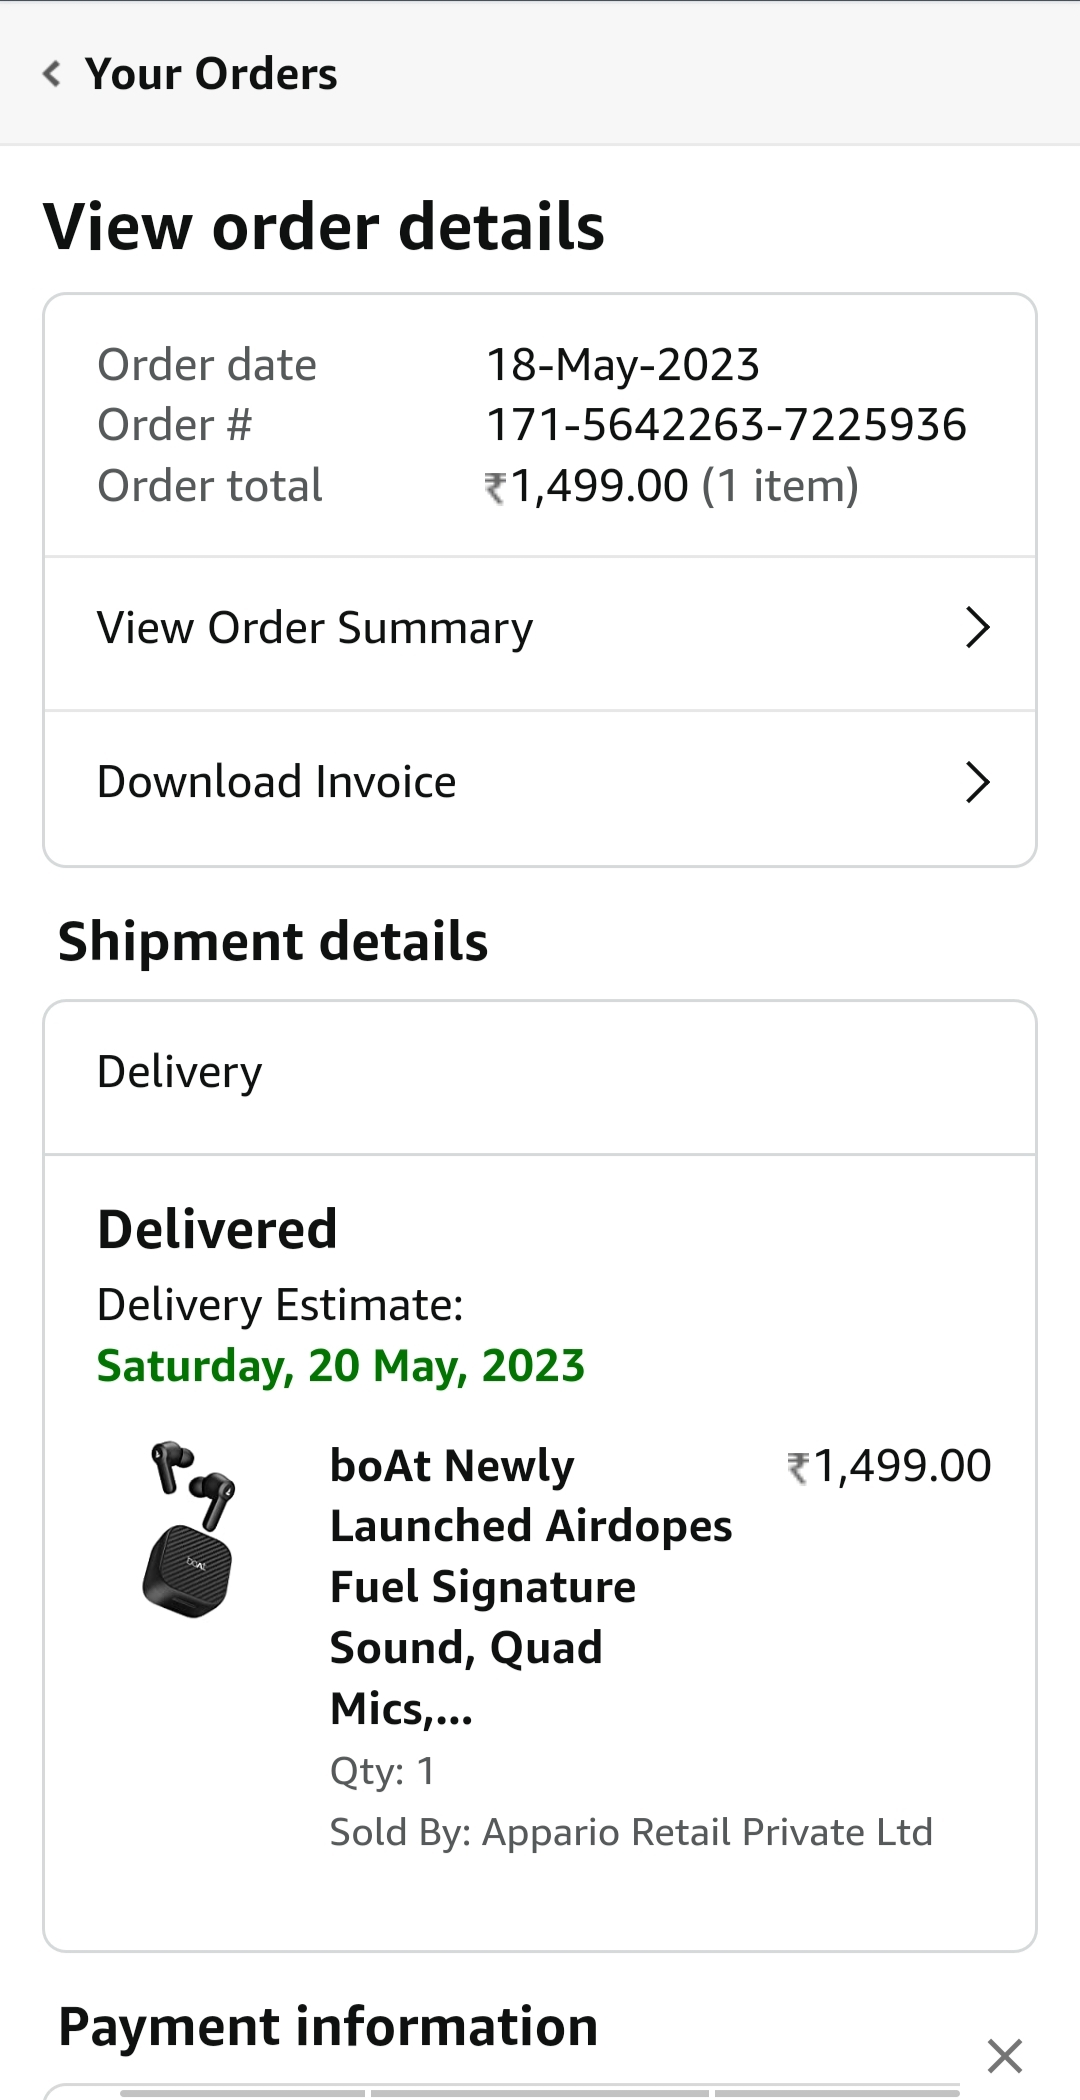 Your Orders
View order details
Order date 18-May-2023
Order # 171-5642263-7225936
Order total ₹1,499.00 (1 item)
View Order Summary
Download Invoice
Shipment details
Delivery
Delivered
Delivery Estimate:
Saturday, 20 May, 2023
boAt Newly ₹1,499.00
Launched Airdopes
Fuel Signature
Sound, Quad
Mics,...
Qty: 1
Sold By: Appario Retail Private Ltd
boAt
Payment information